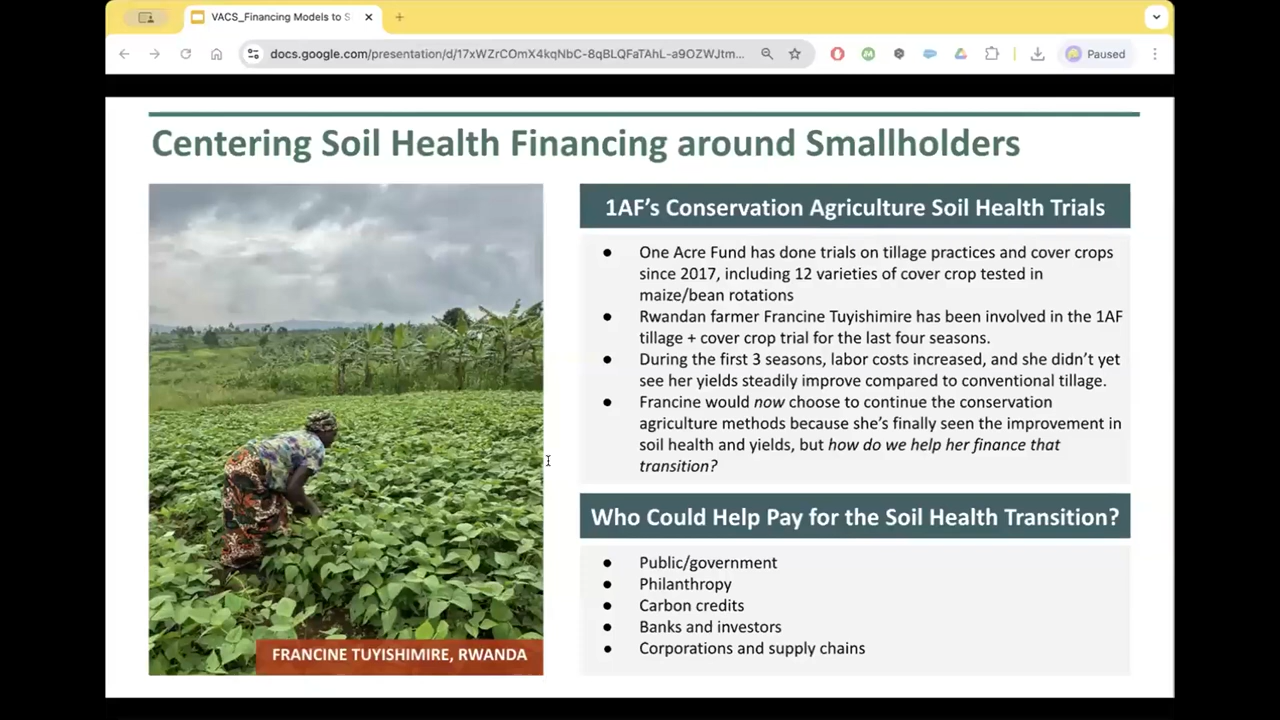 VACS_Financing Models to S
docs.google.com/presentation/d/17xWZrCOmX4kqNbC-8qBLQFaTAhL-a9OZWJtm...
Paused
Centering Soil Health Financing around Smallholders
FRANCINE TUYISHIMIRE, RWANDA
1AF’s Conservation Agriculture Soil Health Trials
● One Acre Fund has done trials on tillage practices and cover crops
since 2017, including 12 varieties of cover crop tested in
maize/bean rotations
● Rwandan farmer Francine Tuyishimire has been involved in the 1AF
tillage + cover crop trial for the last four seasons.
● During the first 3 seasons, labor costs increased, and she didn’t yet
see her yields steadily improve compared to conventional tillage.
● Francine would now choose to continue the conservation
agriculture methods because she’s finally seen the improvement in
soil health and yields, but how do we help her finance that
transition?
Who Could Help Pay for the Soil Health Transition?
● Public/government
● Philanthropy
● Carbon credits
● Banks and investors
● Corporations and supply chains